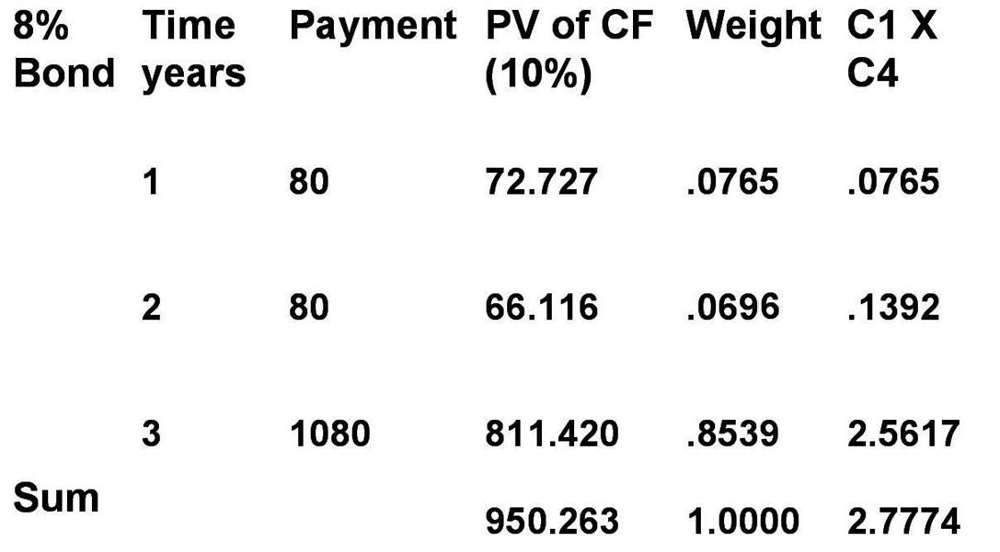 8% Time Payment PV of CF Weight C1 X
Bond years (10%) C4
1 80 72.727 .0765 .0765
2 80 66.116 .0696 .1392
3 1080 811.420 .8539 2.5617
Sum
950.263 1.0000 2.7774